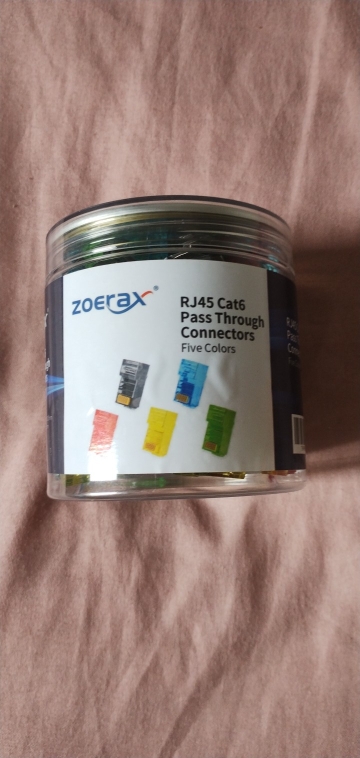 zoerax
RJ45 Cat6
Pass Through
Connectors
Five Colors